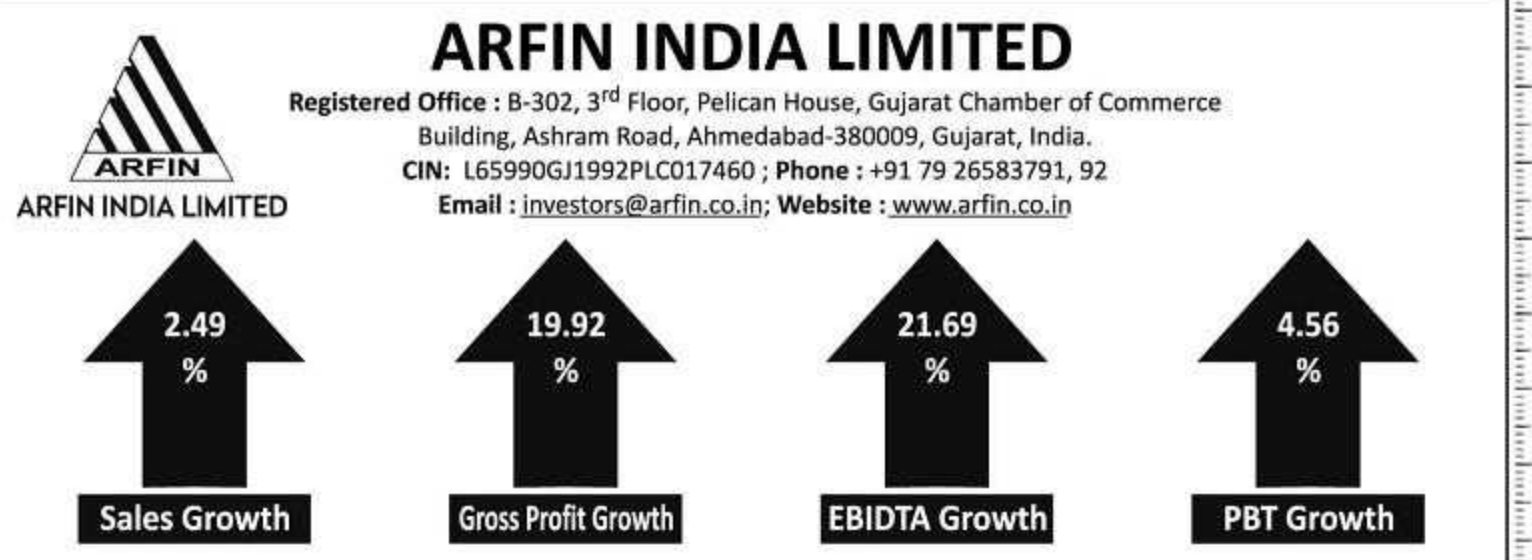 ARFIN
ARFIN INDIA LIMITED
ARFIN INDIA LIMITED
Registered Office : B-302, 3rd Floor, Pelican House, Gujarat Chamber of Commerce
Building, Ashram Road, Ahmedabad-380009, Gujarat, India.
CIN: L65990GJ1992PLC017460 ; Phone : +91 79 26583791, 92
Email : investors@arfin.co.in; Website : www.arfin.co.in
2.49
%
Sales Growth
19.92
%
Gross Profit Growth
21.69
%
EBIDTA Growth
4.56
%
PBT Growth